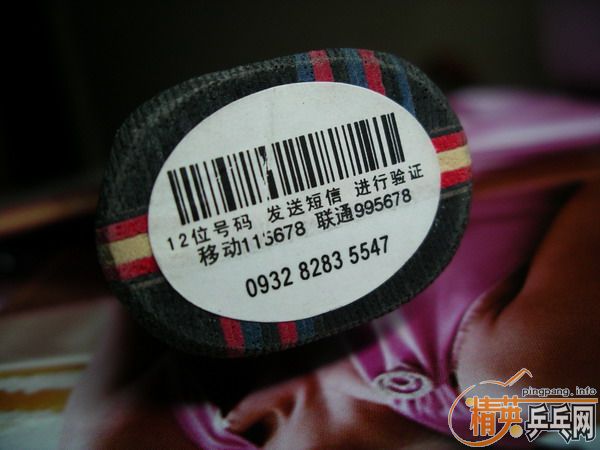 12位号码 发送短信 进行验证
移动115678 联通995678
0932 8283 5547
pingpang.info
精英乒乓网